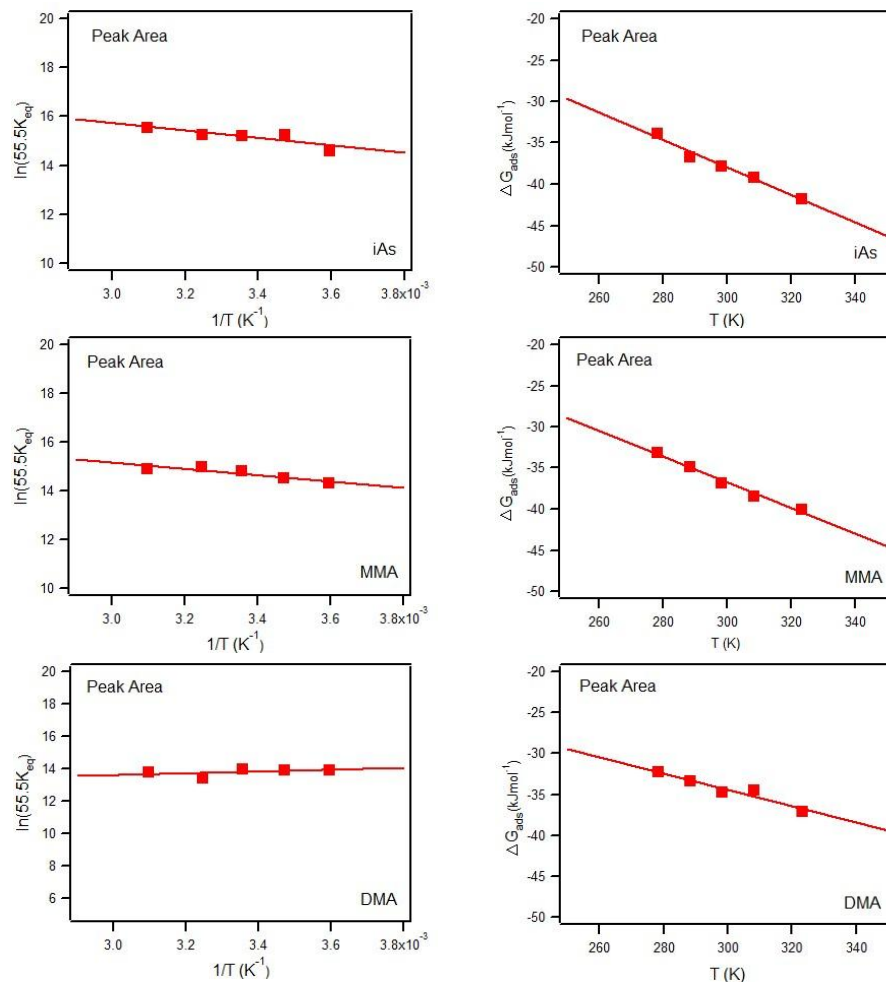 20
18
16
14
12
10
ln(55.5Keq)
Peak Area
iAs
3.0
3.2
3.4
3.6
3.8x10⁻³
1/T (K⁻¹)
-20
-25
-30
-35
-40
-45
-50
△Gads(kJmol⁻¹)
Peak Area
iAs
260
280
300
320
340
T (K)
20
18
16
14
12
10
ln(55.5Keq)
Peak Area
MMA
3.0
3.2
3.4
3.6
3.8x10⁻³
1/T (K⁻¹)
-20
-25
-30
-35
-40
-45
-50
△Gads(kJmol⁻¹)
Peak Area
MMA
260
280
300
320
340
T (K)
20
18
16
14
12
10
8
6
ln(55.5Keq)
Peak Area
DMA
3.0
3.2
3.4
3.6
3.8x10⁻³
1/T (K⁻¹)
-20
-25
-30
-35
-40
-45
-50
△Gads(kJmol⁻¹)
Peak Area
DMA
260
280
300
320
340
T (K)